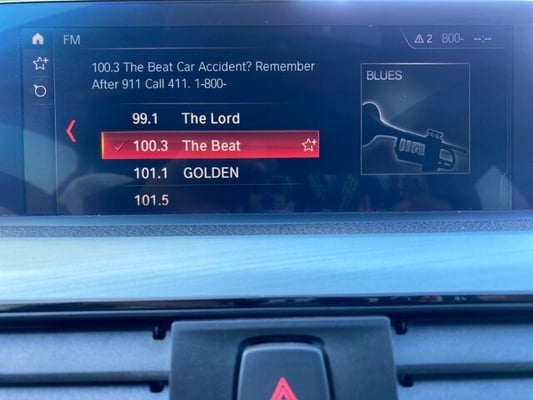 FM
2 800- --:--
100.3 The Beat Car Accident? Remember
After 911 Call 411. 1-800-
BLUES
99.1 The Lord
100.3 The Beat
101.1 GOLDEN
101.5